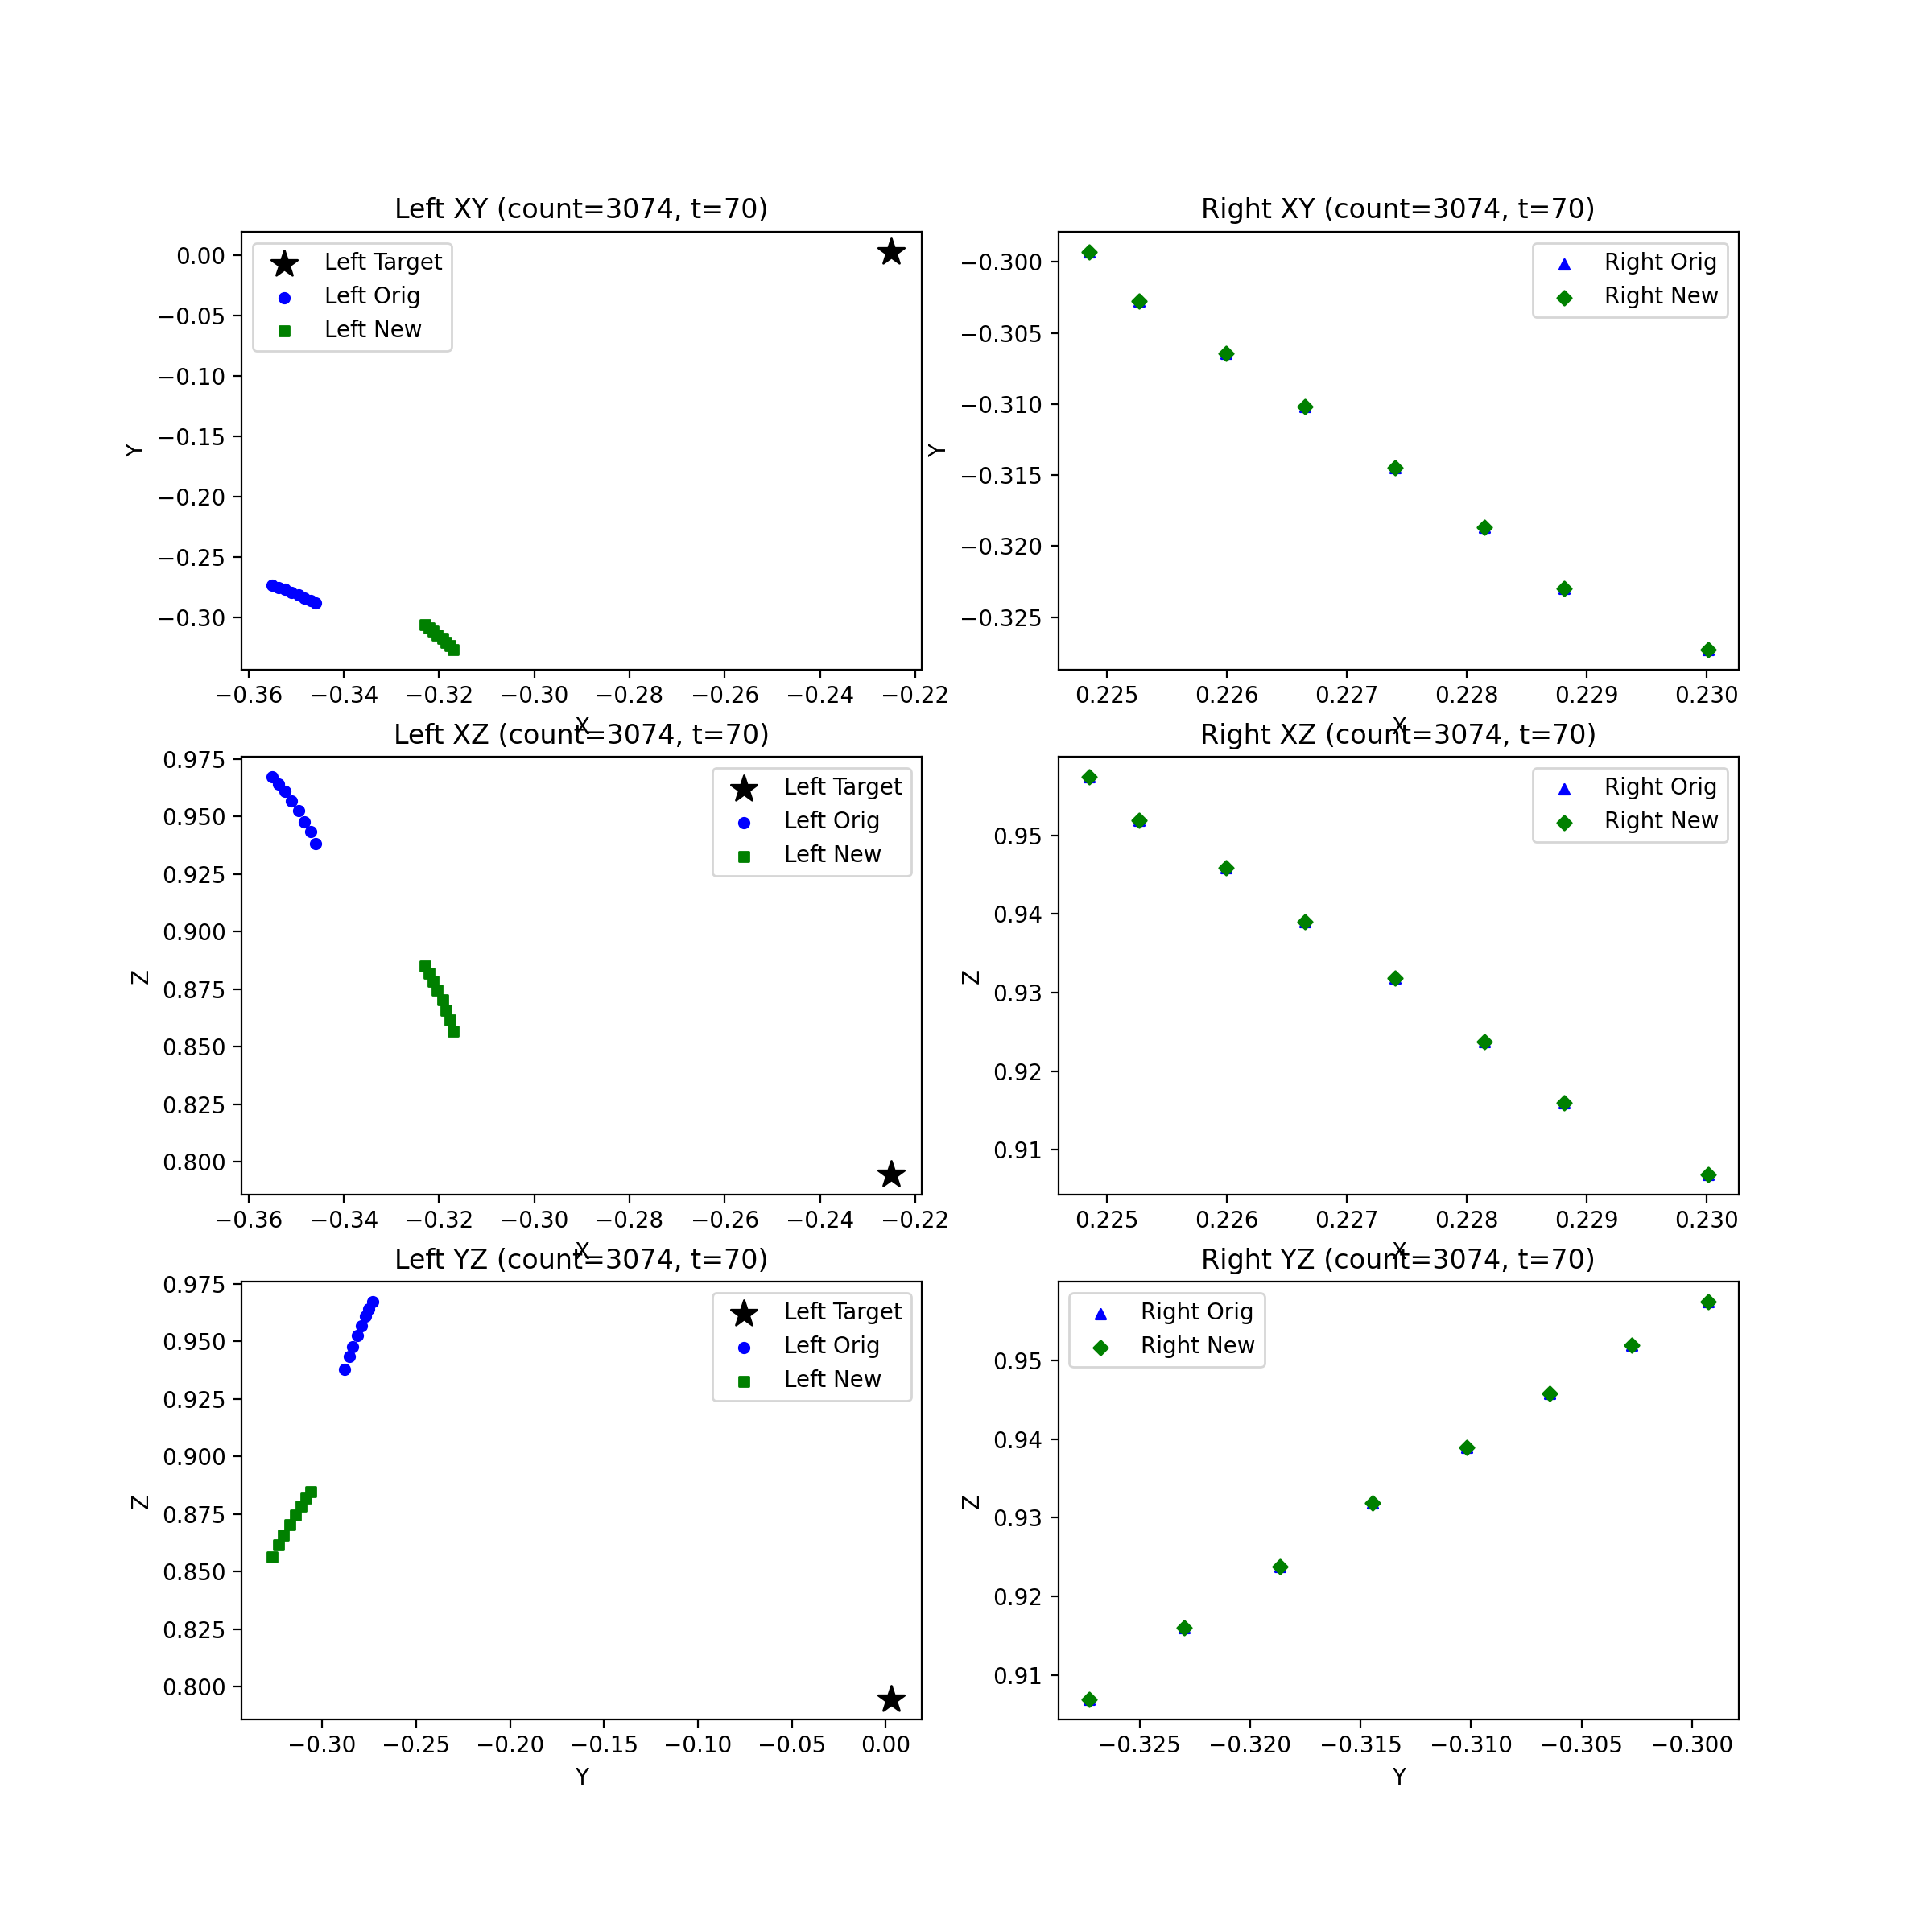 Left XY (count=3074, t=70)
Left Target
Left Orig
Left New
0.00
−0.05
−0.10
−0.15
−0.20
−0.25
−0.30
Y
−0.36 −0.34 −0.32 −0.30 −0.28 −0.26 −0.24 −0.22
X
Right XY (count=3074, t=70)
Right Orig
Right New
−0.300
−0.305
−0.310
−0.315
−0.320
−0.325
Y
0.225 0.226 0.227 0.228 0.229 0.230
X
Left XZ (count=3074, t=70)
Left Target
Left Orig
Left New
0.975
0.950
0.925
0.900
0.875
0.850
0.825
0.800
Z
−0.36 −0.34 −0.32 −0.30 −0.28 −0.26 −0.24 −0.22
X
Right XZ (count=3074, t=70)
Right Orig
Right New
0.95
0.94
0.93
0.92
0.91
Z
0.225 0.226 0.227 0.228 0.229 0.230
X
Left YZ (count=3074, t=70)
Left Target
Left Orig
Left New
0.975
0.950
0.925
0.900
0.875
0.850
0.825
0.800
Z
−0.30 −0.25 −0.20 −0.15 −0.10 −0.05 0.00
Y
Right YZ (count=3074, t=70)
Right Orig
Right New
0.95
0.94
0.93
0.92
0.91
Z
−0.325 −0.320 −0.315 −0.310 −0.305 −0.300
Y